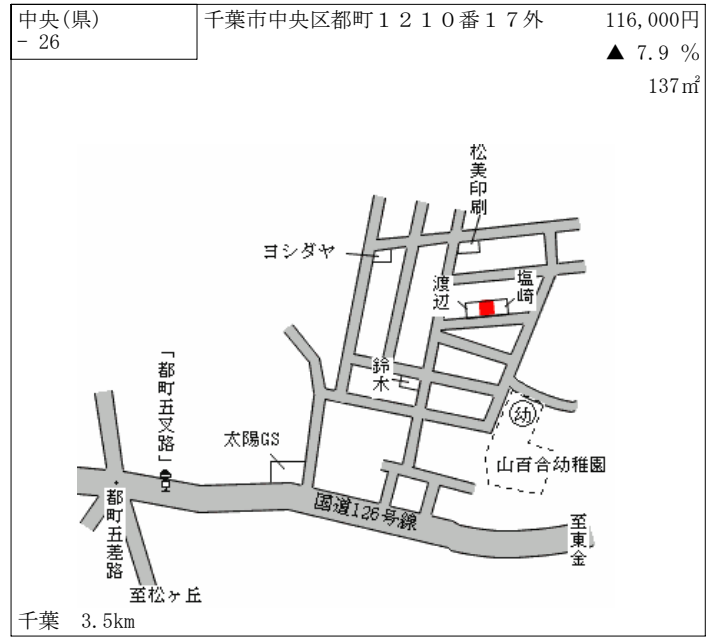 中央(県)
- 26
千葉市中央区都町１２１０番１７外
116,000円
▲ 7.9 %
137㎡
松美印刷
ヨシダヤ
渡辺
塩崎
鈴木
「都町五叉路」
太陽GS
幼
山百合幼稚園
都町五差路
国道126号線
至東金
至松ヶ丘
千葉 3.5km